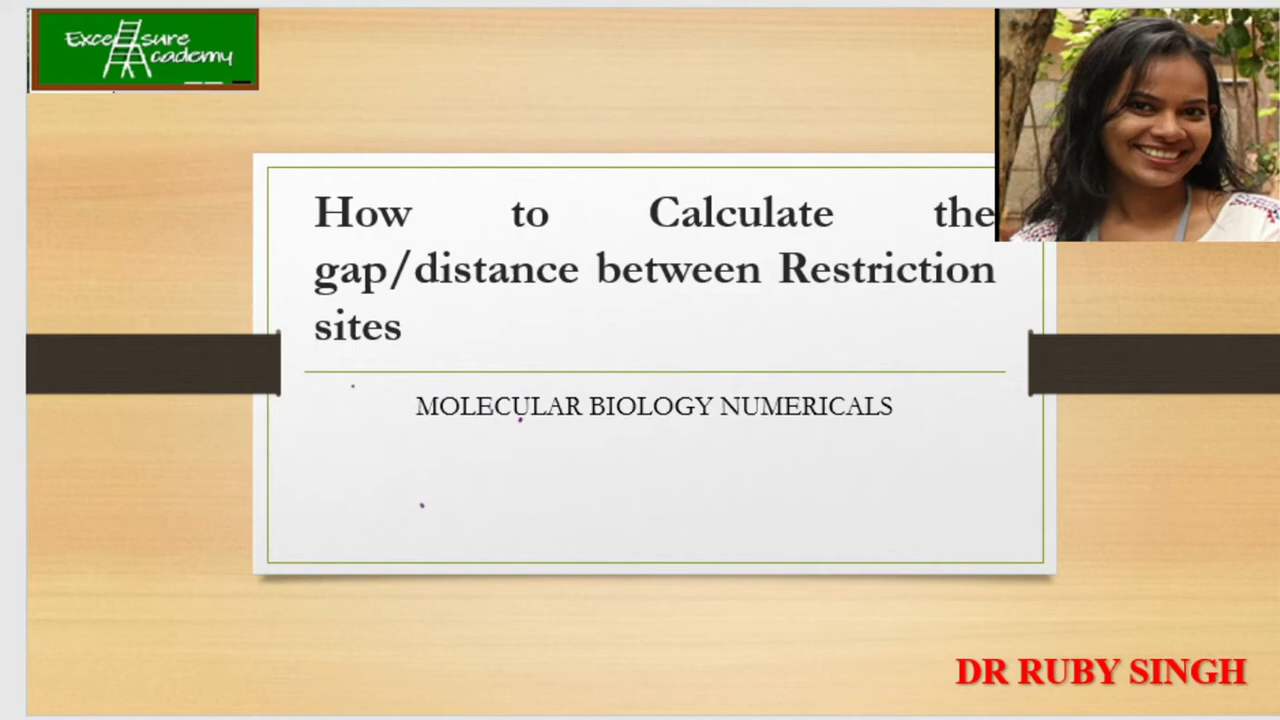 Excel sure
Academy
How to Calculate the
gap/distance between Restriction
sites
MOLECULAR BIOLOGY NUMERICALS
DR RUBY SINGH